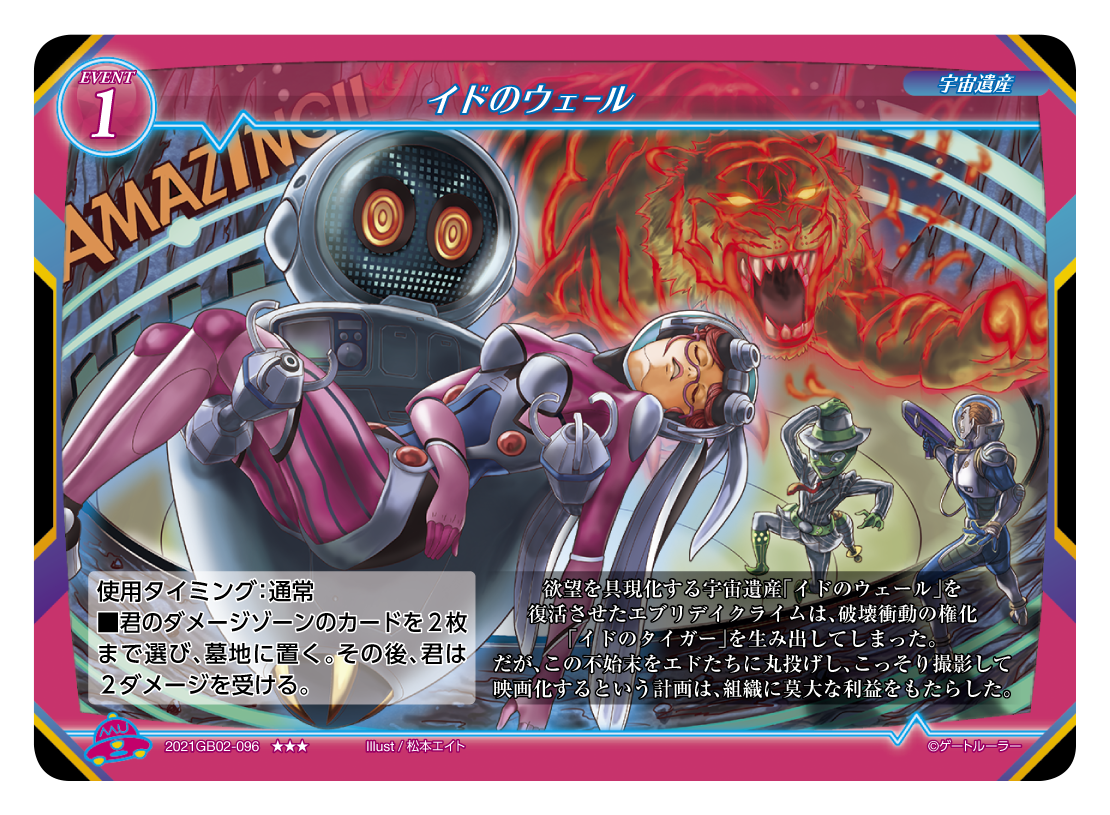 EVENT
1
イドのウェール
宇宙遺産
AMAZING!!
使用タイミング：通常
■君のダメージゾーンのカードを２枚
まで選び、墓地に置く。その後、君は
２ダメージを受ける。
欲望を具現化する宇宙遺産「イドのウェール」を
復活させたエブリデイクライムは、破壊衝動の権化
「イドのタイガー」を生み出してしまった。
だが、この不始末をエドたちに丸投げし、こっそり撮影して
映画化するという計画は、組織に莫大な利益をもたらした。
MU
2021GB02-096 ★★★ Illust / 松本エイト ©ゲートルーラー